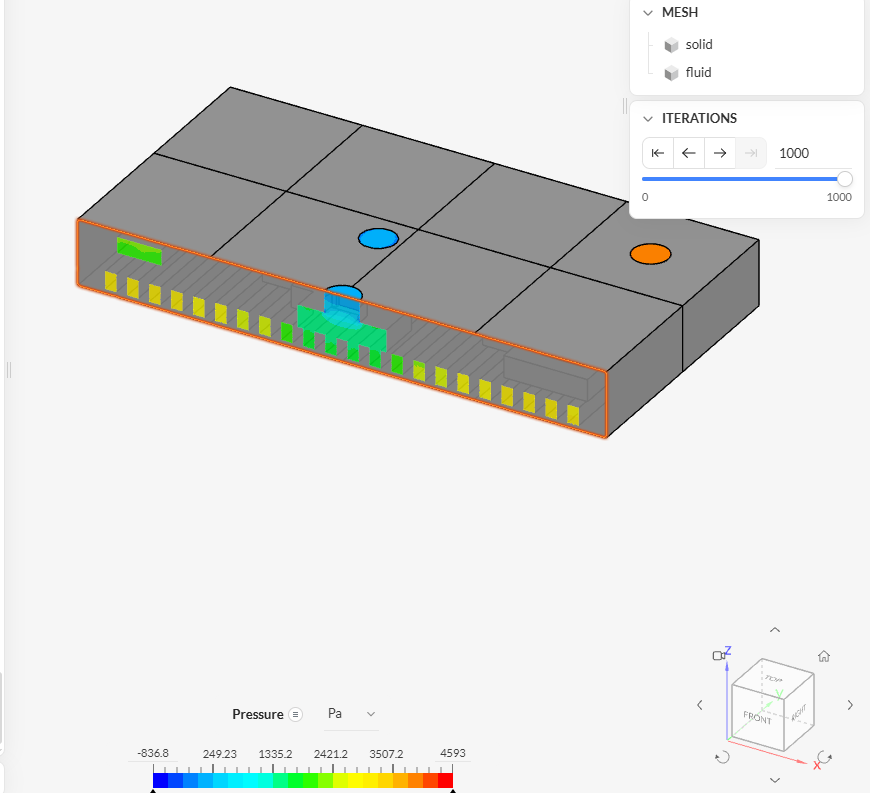 MESH
solid
fluid
ITERATIONS
1000
0 1000
Z
TOP
Y
FRONT
RIGHT
X
Pressure Pa
-836.8 249.23 1335.2 2421.2 3507.2 4593